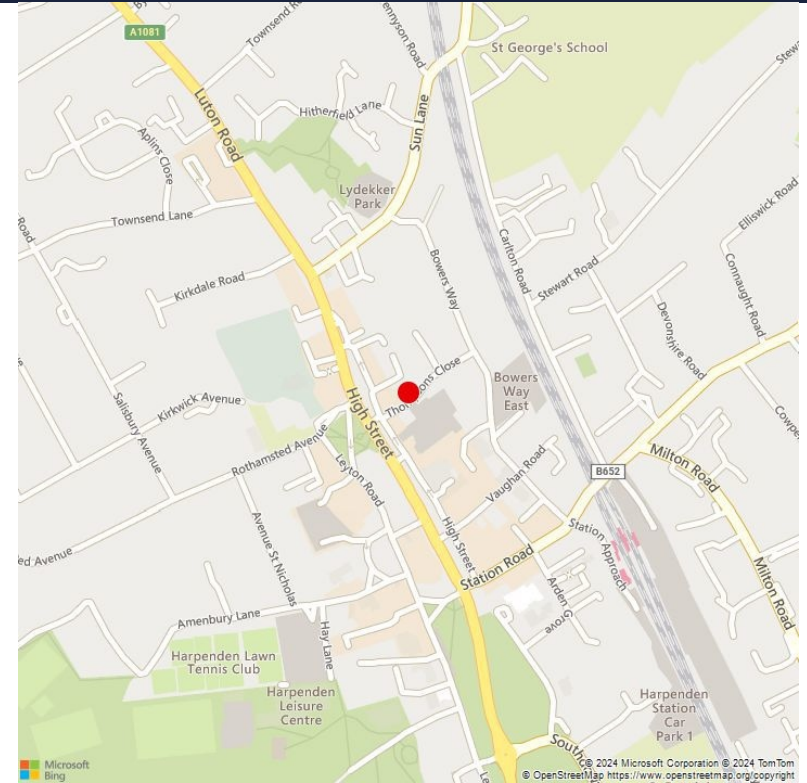 A1081
Townsend
St George's School
Luton Road
Hitherfield Lane
Sun Lane
Aplins Close
Lydekker
Park
Townsend Lane
Elliswick Road
Road
Carlton Road
Bowers Way
Stewart Road
Connaught Road
Kirkdale Road
Devonshire Road
Salisbury Avenue
Close
Bowers
Way
East
Kirkwick Avenue
High Street
Rothamsted Avenue
Leyton Road
Vaughan Road
B652
Milton Road
Avenue St Nicholas
High Street
Station Approach
Station Road
Milton Road
Arden Grove
Amenbury Lane
Hay Lane
Harpenden Lawn
Tennis Club
Harpenden
Leisure
Centre
Harpenden
Station
Car
Park 1
Microsoft
Bing
© 2024 Microsoft Corporation © 2024 TomTom
© OpenStreetMap https://www.openstreetmap.org/copyright